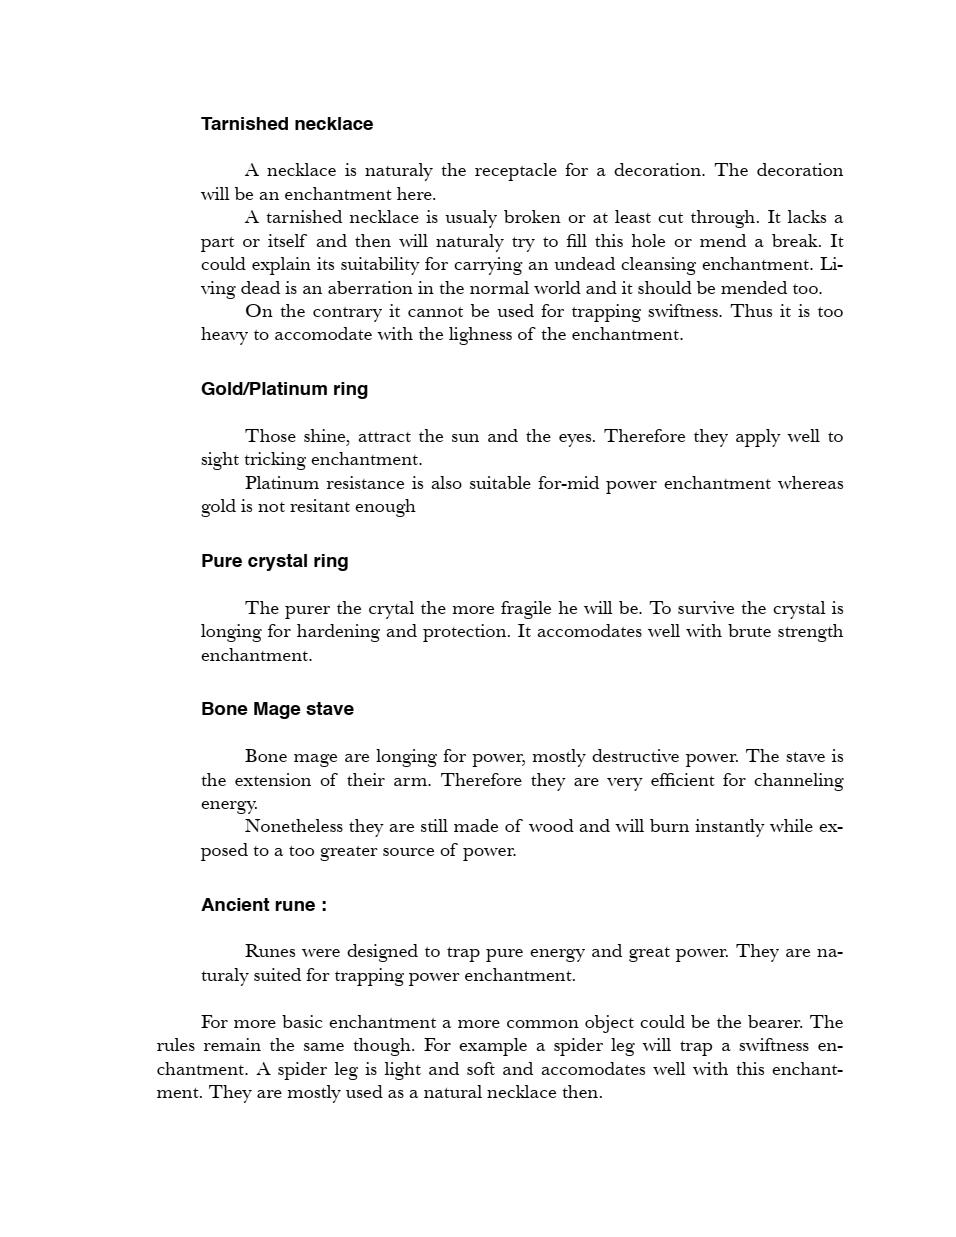 Tarnished necklace
A necklace is naturaly the receptacle for a decoration. The decoration
will be an enchantment here.
A tarnished necklace is usualy broken or at least cut through. It lacks a
part or itself and then will naturaly try to fill this hole or mend a break. It
could explain its suitability for carrying an undead cleansing enchantment. Li-
ving dead is an aberration in the normal world and it should be mended too.
On the contrary it cannot be used for trapping swiftness. Thus it is too
heavy to accomodate with the lighness of the enchantment.
Gold/Platinum ring
Those shine, attract the sun and the eyes. Therefore they apply well to
sight tricking enchantment.
Platinum resistance is also suitable for-mid power enchantment whereas
gold is not resitant enough
Pure crystal ring
The purer the crytal the more fragile he will be. To survive the crystal is
longing for hardening and protection. It accomodates well with brute strength
enchantment.
Bone Mage stave
Bone mage are longing for power, mostly destructive power. The stave is
the extension of their arm. Therefore they are very efficient for channeling
energy.
Nonetheless they are still made of wood and will burn instantly while ex-
posed to a too greater source of power.
Ancient rune :
Runes were designed to trap pure energy and great power. They are na-
turaly suited for trapping power enchantment.
For more basic enchantment a more common object could be the bearer. The
rules remain the same though. For example a spider leg will trap a swiftness en-
chantment. A spider leg is light and soft and accomodates well with this enchant-
ment. They are mostly used as a natural necklace then.